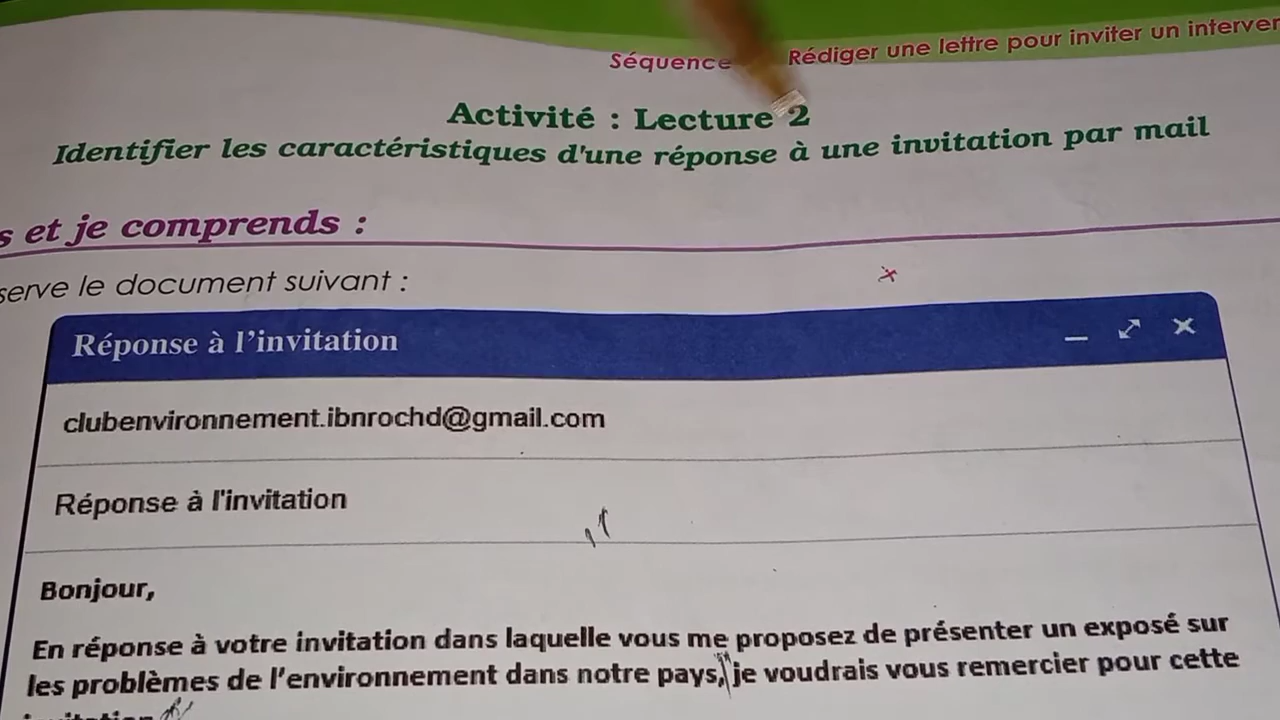 Séquence Rédiger une lettre pour inviter un
Activité : Lecture 2
Identifier les caractéristiques d'une réponse à une invitation par mail
et je comprends :
le document suivant :
Réponse à l'invitation
clubenvironnement.ibnrochd@gmail.com
Réponse à l'invitation
Bonjour,
En réponse à votre invitation dans laquelle vous me proposez de présenter un exposé sur
les problèmes de l'environnement dans notre pays, je voudrais vous remercier pour cette